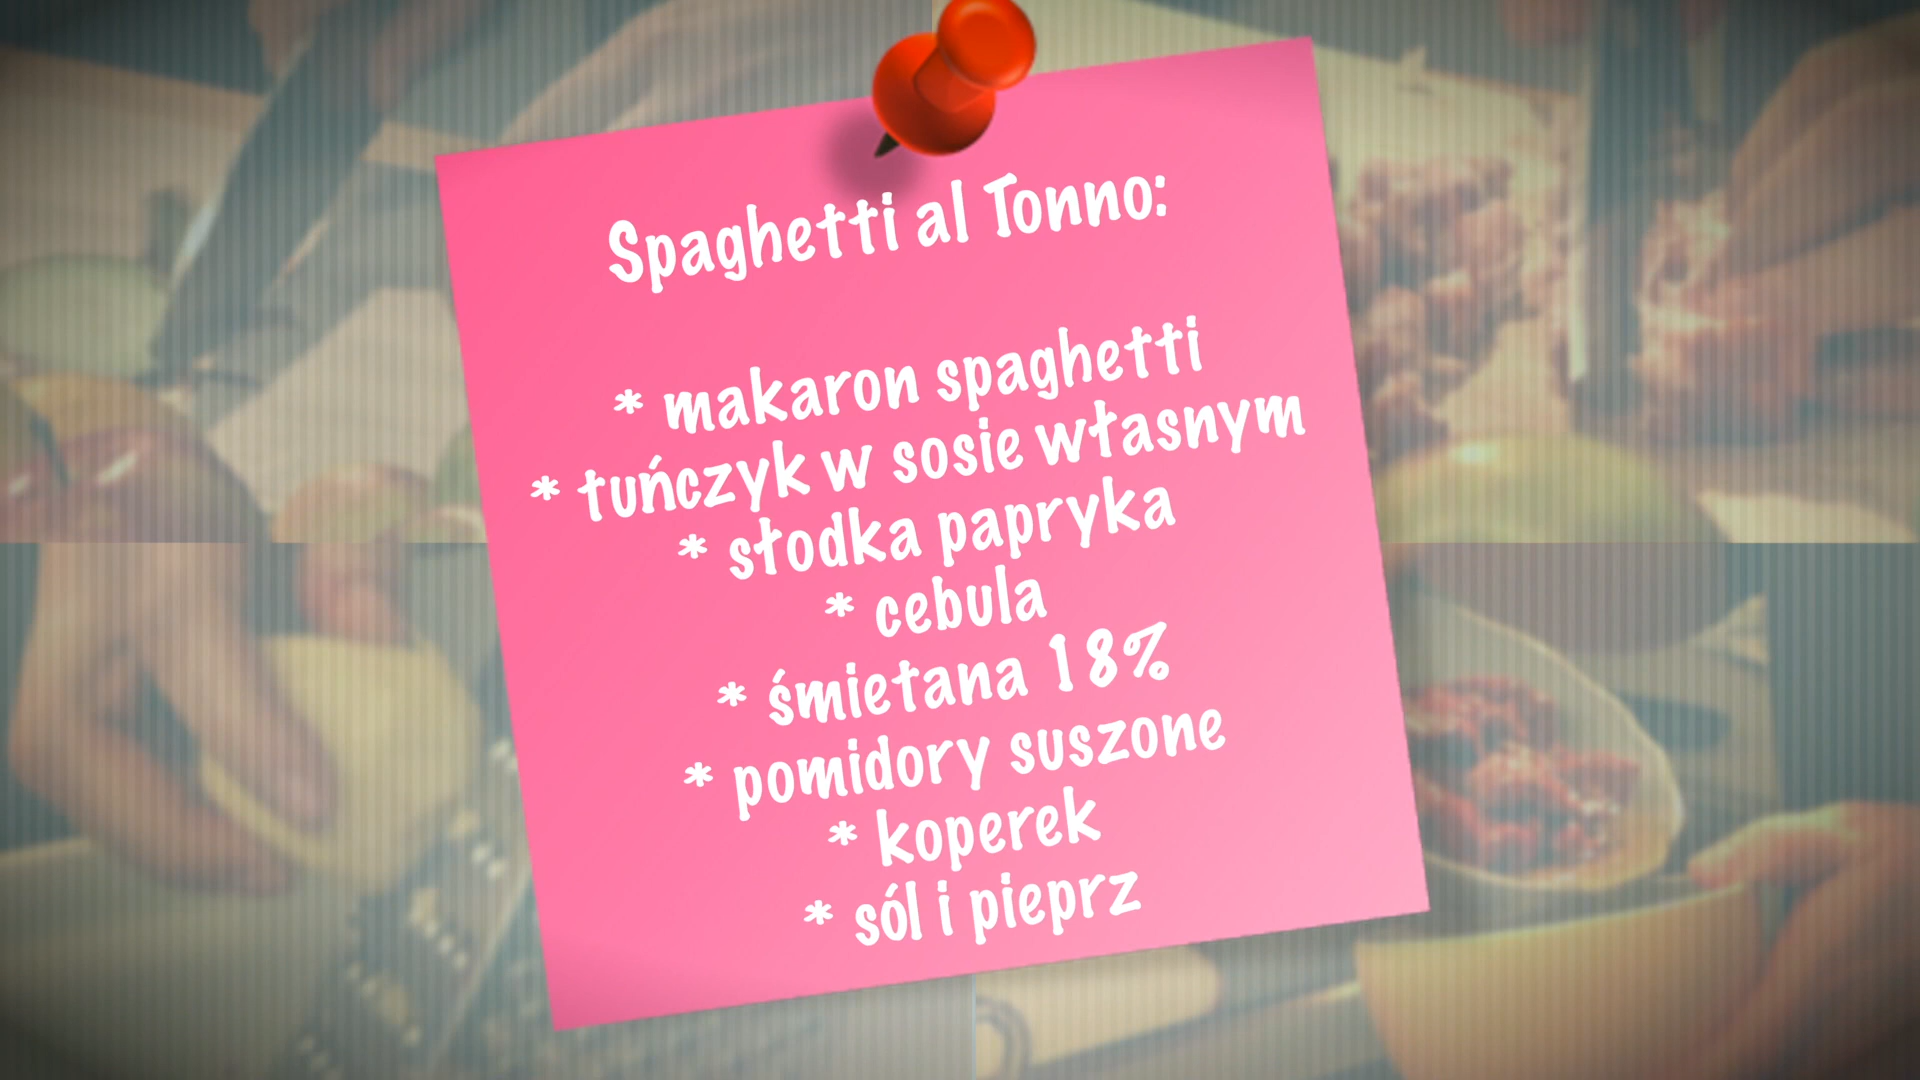 Spaghetti al Tonno:
* makaron spaghetti
* tuńczyk w sosie własnym
* słodka papryka
* cebula
* śmietana 18%
* pomidory suszone
* koperek
* sól i pieprz